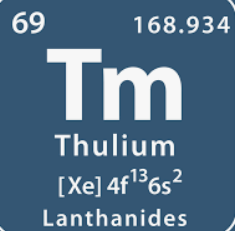 69 168.934
Tm
Thulium
[Xe] 4f¹³6s²
Lanthanides